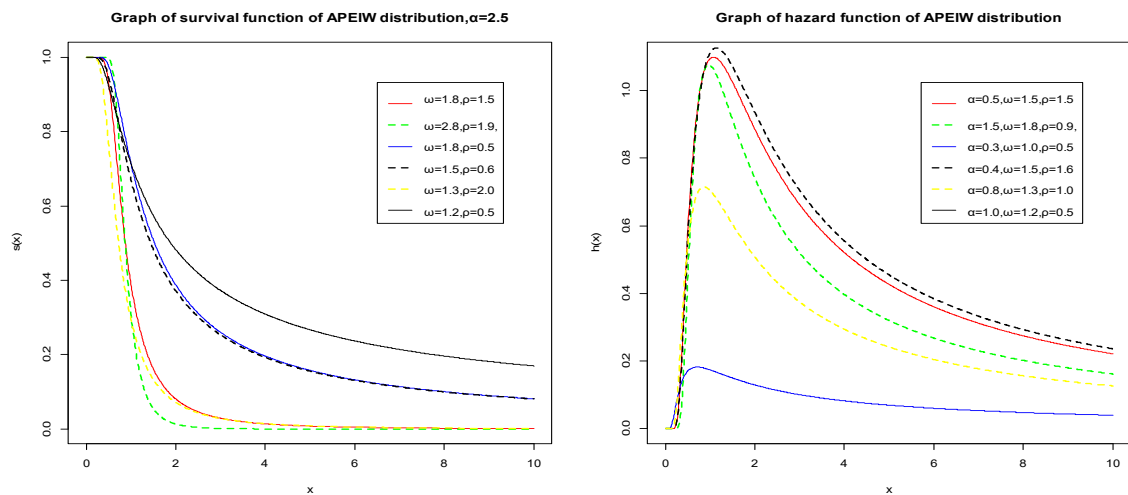 Graph of survival function of APEIW distribution,α=2.5
s(x)
1.0
0.8
0.6
0.4
0.2
0.0
ω=1.8,ρ=1.5
ω=2.8,ρ=1.9,
ω=1.8,ρ=0.5
ω=1.5,ρ=0.6
ω=1.3,ρ=2.0
ω=1.2,ρ=0.5
0 2 4 6 8 10
x
Graph of hazard function of APEIW distribution
h(x)
1.0
0.8
0.6
0.4
0.2
0.0
α=0.5,ω=1.5,ρ=1.5
α=1.5,ω=1.8,ρ=0.9,
α=0.3,ω=1.0,ρ=0.5
α=0.4,ω=1.5,ρ=1.6
α=0.8,ω=1.3,ρ=1.0
α=1.0,ω=1.2,ρ=0.5
0 2 4 6 8 10
x